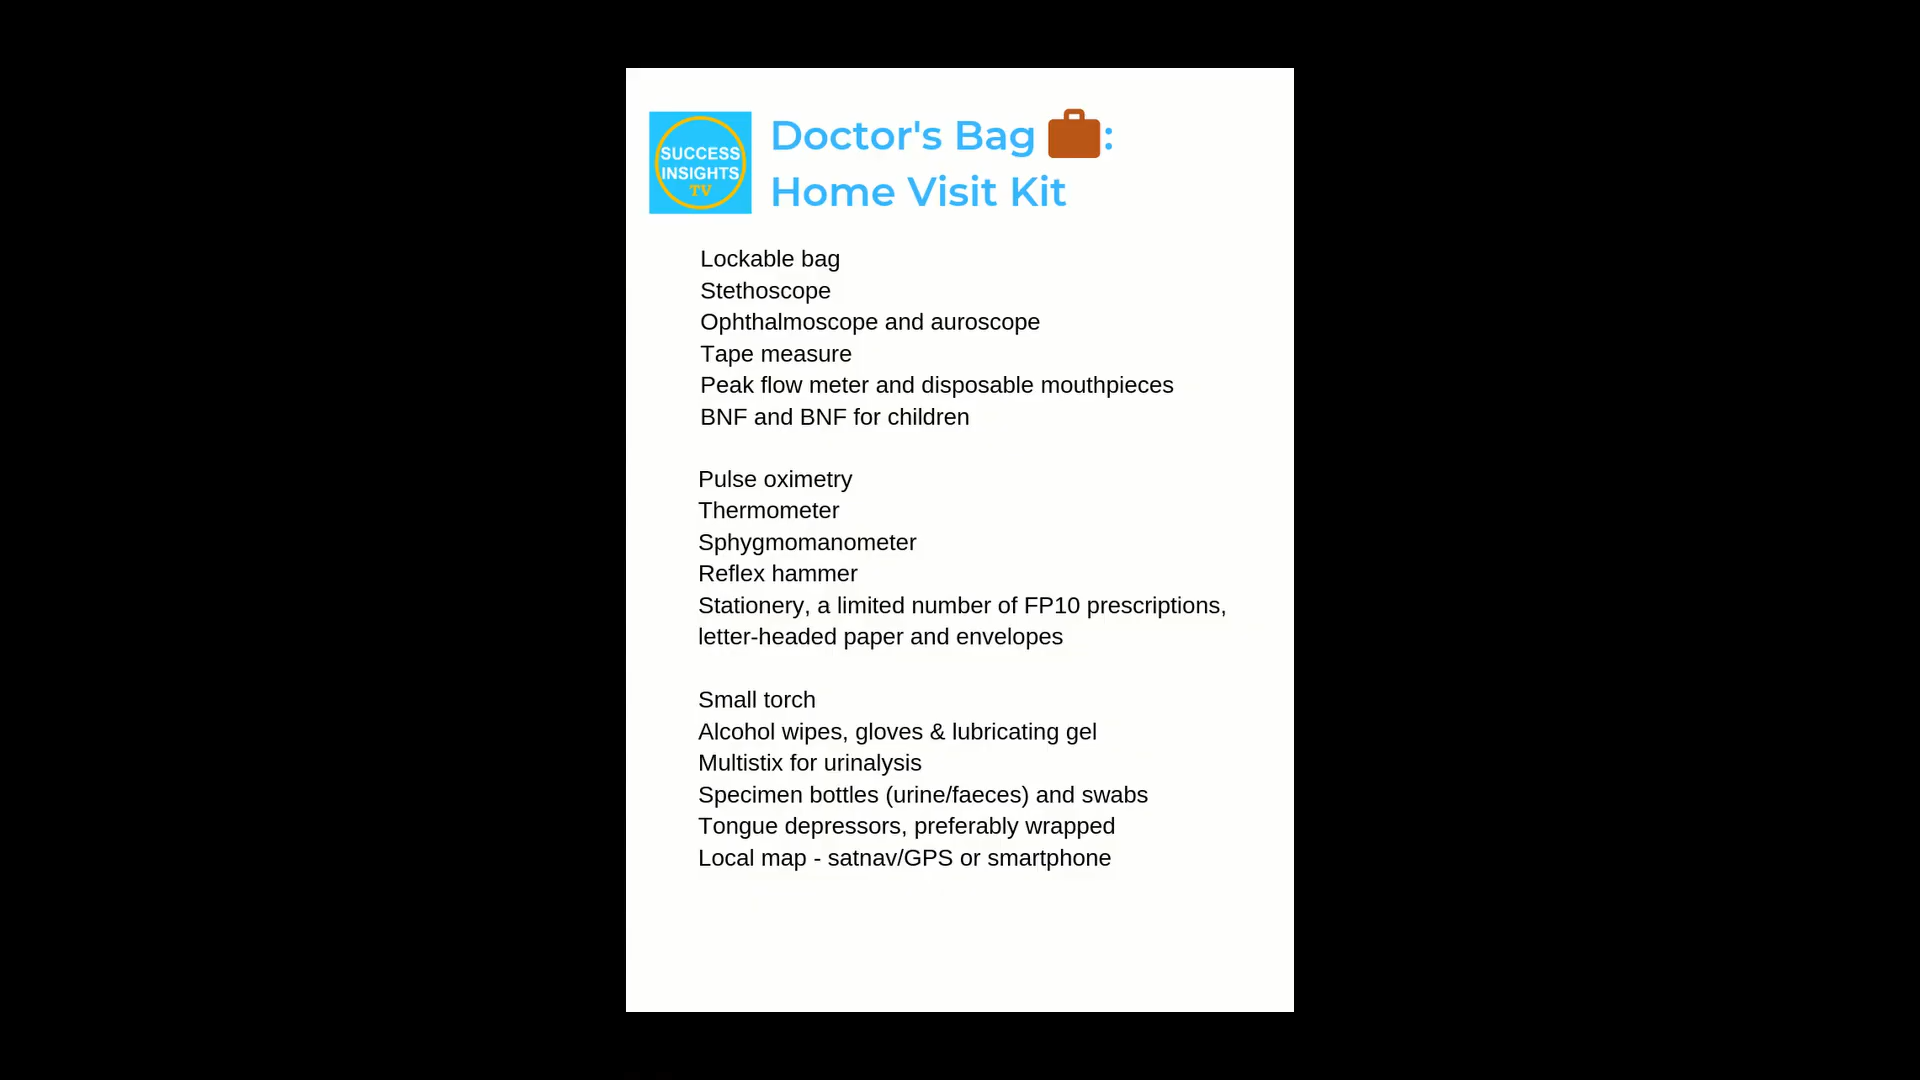 SUCCESS
INSIGHTS
TV
Doctor's Bag :
Home Visit Kit
Lockable bag
Stethoscope
Ophthalmoscope and auroscope
Tape measure
Peak flow meter and disposable mouthpieces
BNF and BNF for children
Pulse oximetry
Thermometer
Sphygmomanometer
Reflex hammer
Stationery, a limited number of FP10 prescriptions,
letter-headed paper and envelopes
Small torch
Alcohol wipes, gloves & lubricating gel
Multistix for urinalysis
Specimen bottles (urine/faeces) and swabs
Tongue depressors, preferably wrapped
Local map - satnav/GPS or smartphone